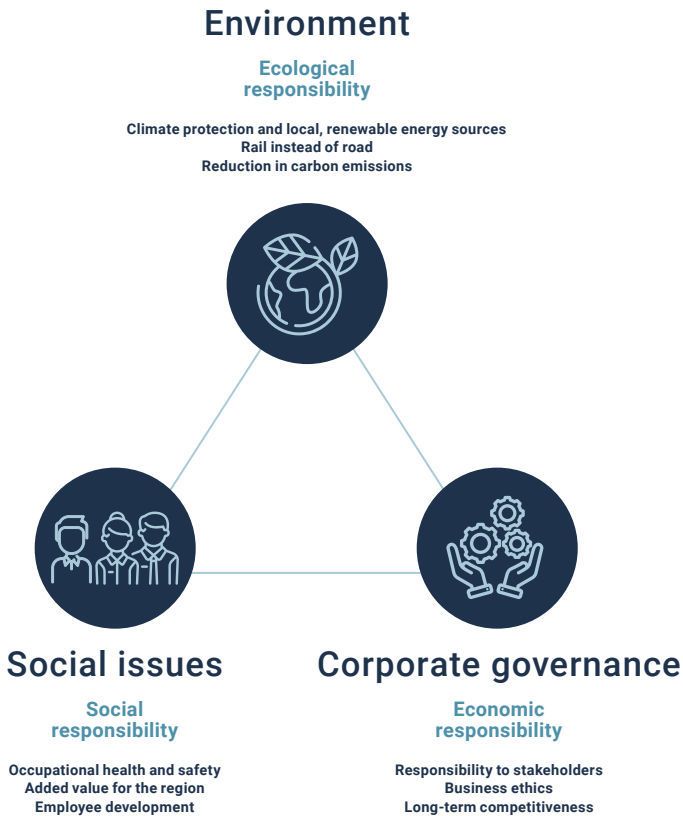 Environment
Ecological
responsibility
Climate protection and local, renewable energy sources
Rail instead of road
Reduction in carbon emissions
Social issues
Social
responsibility
Occupational health and safety
Added value for the region
Employee development
Corporate governance
Economic
responsibility
Responsibility to stakeholders
Business ethics
Long-term competitiveness